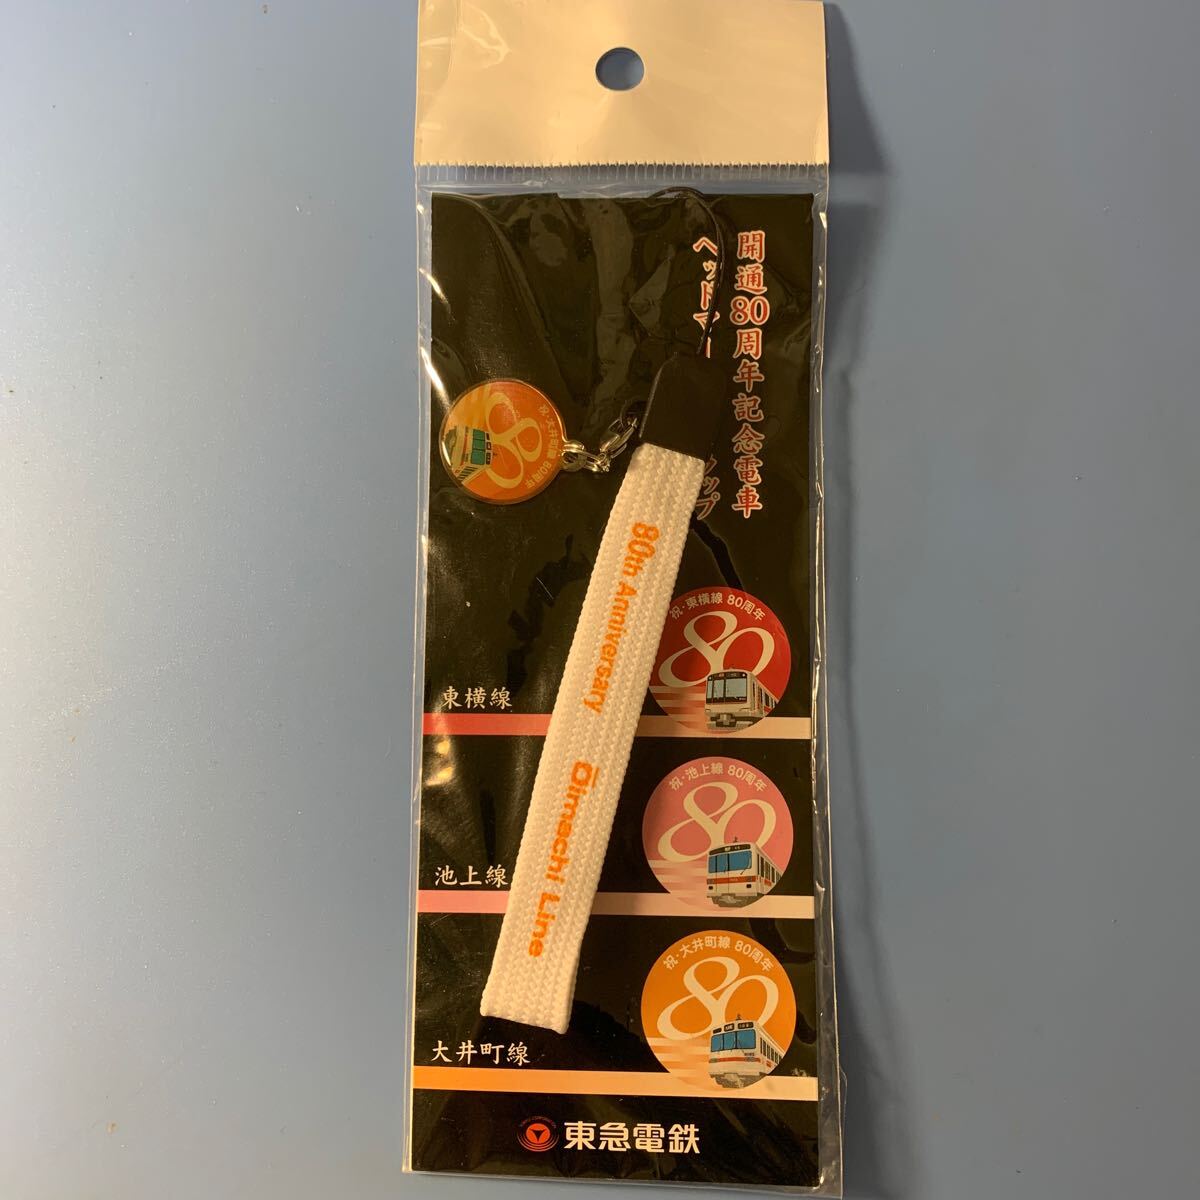 開通80周年記念電車
ヘッドマ
ップ
祝・大井町線 80周年
80
80th Anniversary Ōimachi Line
祝・東横線 80周年
80
東横線
祝・池上線 80周年
80
池上線
祝・大井町線 80周年
80
大井町線
東急電鉄